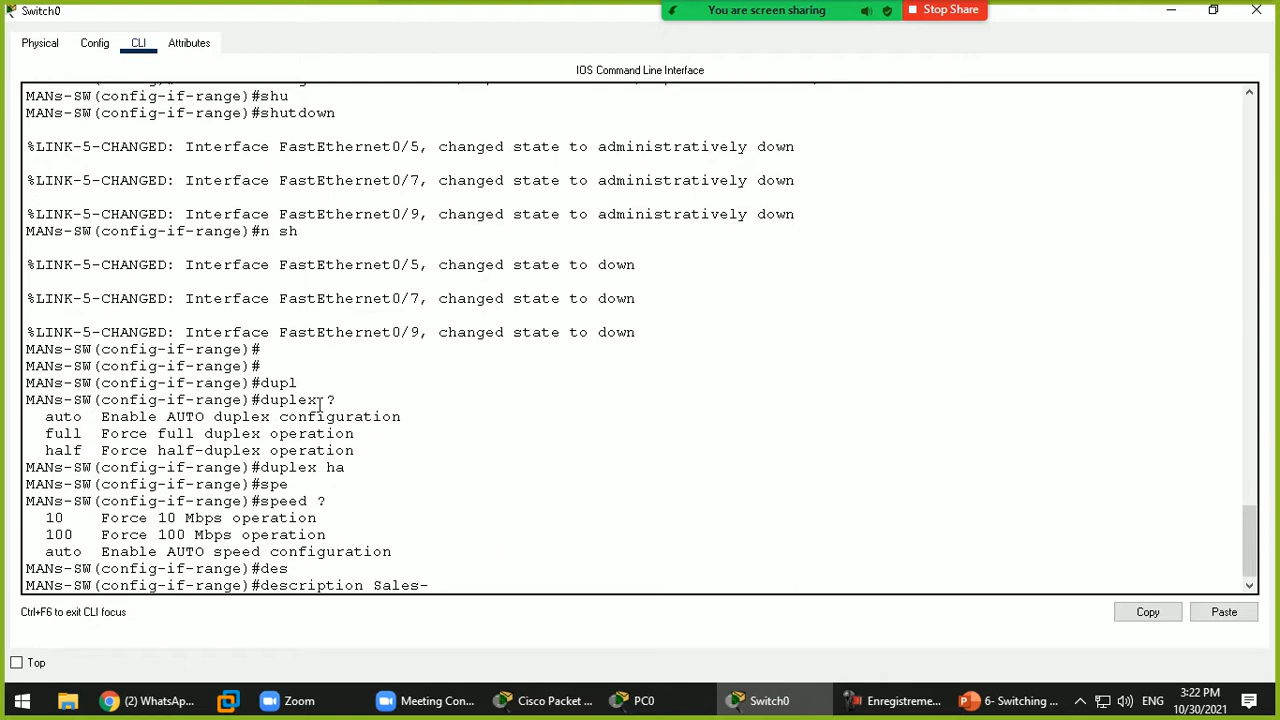 Switch0
You are screen sharing
Stop Share
Physical Config CLI Attributes
IOS Command Line Interface
MANs-SW(config-if-range)#shu
MANs-SW(config-if-range)#shutdown
%LINK-5-CHANGED: Interface FastEthernet0/5, changed state to administratively down
%LINK-5-CHANGED: Interface FastEthernet0/7, changed state to administratively down
%LINK-5-CHANGED: Interface FastEthernet0/9, changed state to administratively down
MANs-SW(config-if-range)#n sh
%LINK-5-CHANGED: Interface FastEthernet0/5, changed state to down
%LINK-5-CHANGED: Interface FastEthernet0/7, changed state to down
%LINK-5-CHANGED: Interface FastEthernet0/9, changed state to down
MANs-SW(config-if-range)#
MANs-SW(config-if-range)#
MANs-SW(config-if-range)#dupl
MANs-SW(config-if-range)#duplex ?
auto Enable AUTO duplex configuration
full Force full duplex operation
half Force half-duplex operation
MANs-SW(config-if-range)#duplex ha
MANs-SW(config-if-range)#spe
MANs-SW(config-if-range)#speed ?
10 Force 10 Mbps operation
100 Force 100 Mbps operation
auto Enable AUTO speed configuration
MANs-SW(config-if-range)#des
MANs-SW(config-if-range)#description Sales-
Ctrl+F6 to exit CLI focus
Copy
Paste
Top
(2) WhatsAp...
Zoom
Meeting Con...
Cisco Packet ...
PC0
Switch0
Enregistreme...
6- Switching ...
ENG
3:22 PM
10/30/2021